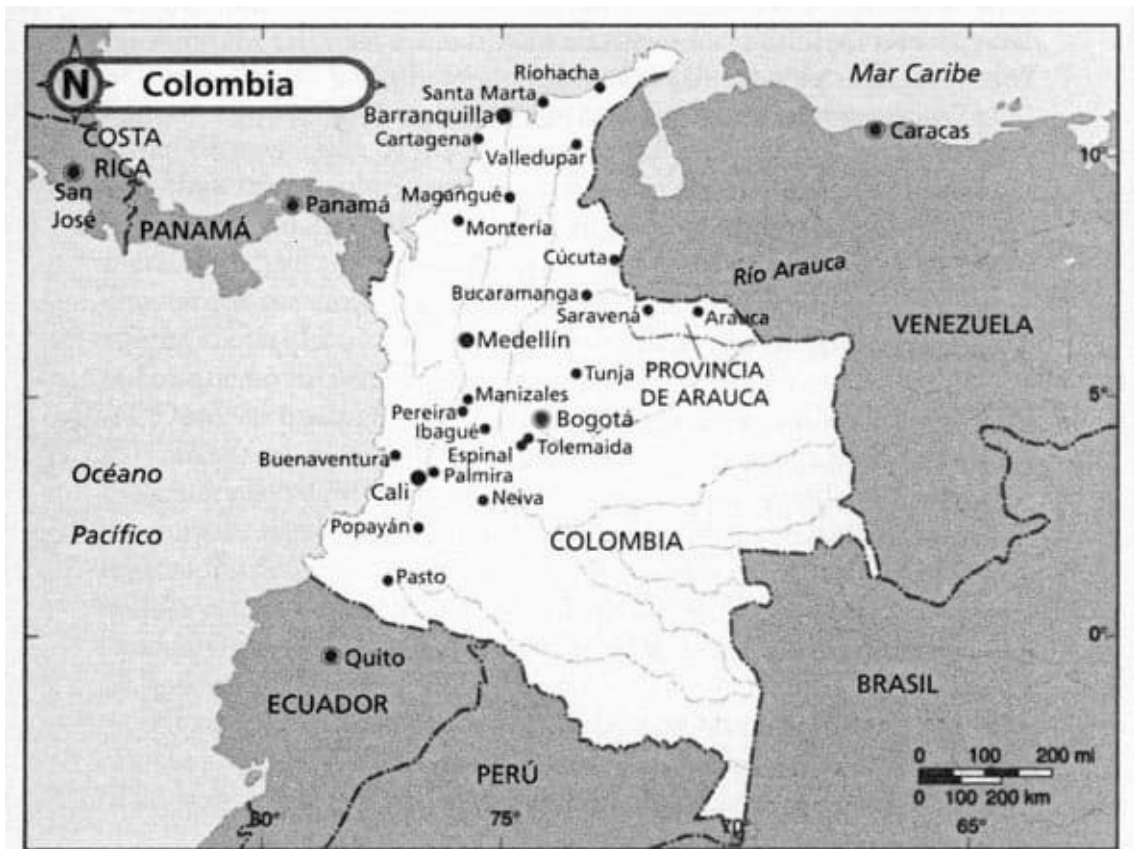 N Colombia
Ríohacha
Mar Caribe
Santa Marta
Barranquilla
Caracas
COSTA
RICA
Cartagena
Valledupar
10°
San
José
Magangué
Panamá
PANAMÁ
Montería
Cúcuta
Río Arauca
Bucaramanga
Saravená
Arauca
VENEZUELA
Medellín
Tunja
PROVINCIA
DE ARAUCA
Manizales
5°
Pereira
Bogotá
Ibagué
Espinal
Tolemaida
Buenaventura
Palmira
Océano
Pacífico
Cali
Neiva
Popayán
COLOMBIA
Pasto
0°
Quito
ECUADOR
BRASIL
PERÚ
0 100 200 mi
0 100 200 km
80°
75°
70°
65°